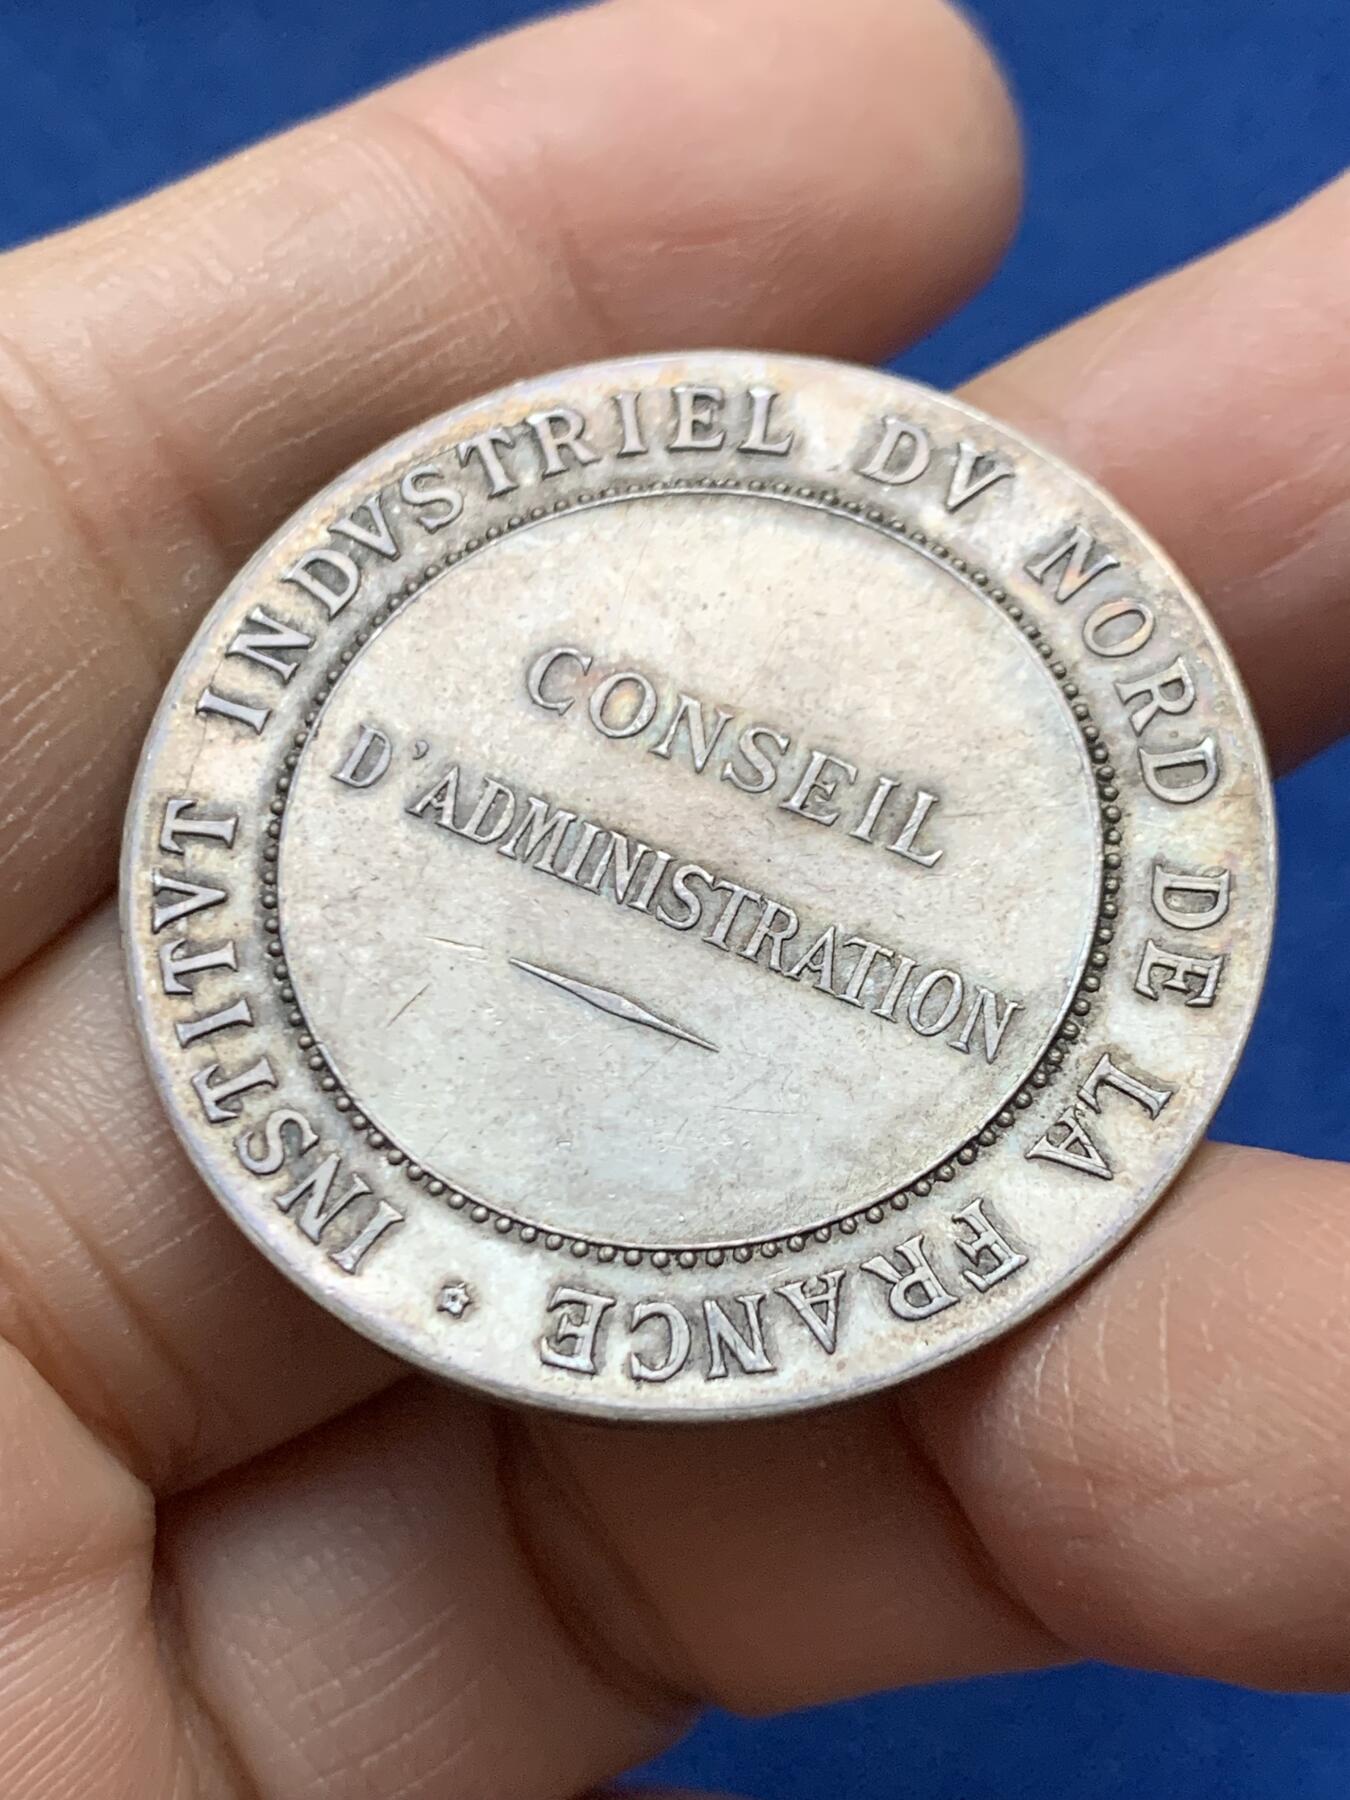 INSTITVT INDVSTRIEL DV NORD DE LA FRANCE
CONSEIL
D'ADMINISTRATION